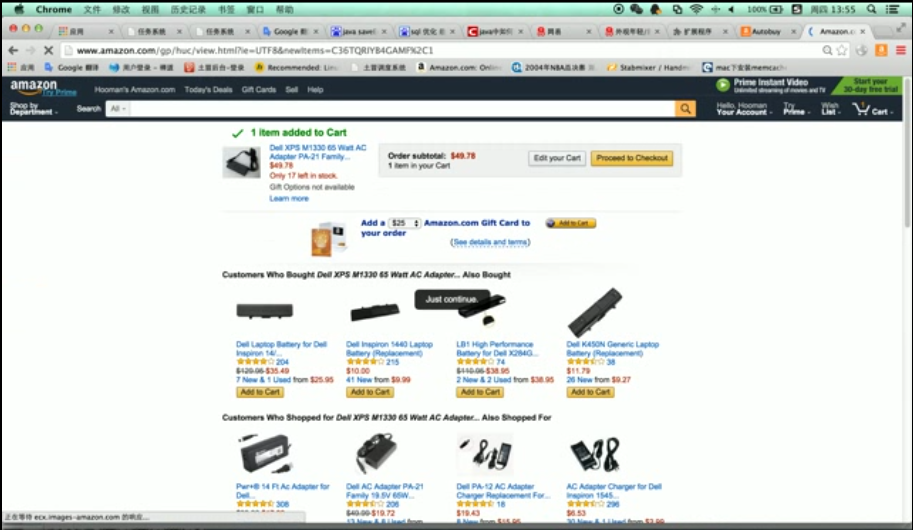 Chrome 文件 修改 视图 历史记录 书签 窗口 帮助 100% 周四 13:55
应用 任务系统 任务系统 Google 翻 java save sql 优化 java中如何 网易 外祖年轻 扩展程序 Autobuy Amazon.c
www.amazon.com/gp/huc/view.html?ie=UTF8&newItems=C36TQRJYB4GAMF%2C1
应用 Google 翻译 用户登录 - 禅道 土冒后台-登录 Recommended: Lin 土冒调度系统 Amazon.com: Onlin 2004年NBA总决赛 Stabmixer / Handm mac下安装memcach
amazon
Try Prime
Hooman's Amazon.com Today's Deals Gift Cards Sell Help
Prime Instant Video
Unlimited streaming of movies and TV
Start your
30-day free trial
Shop by
Department
Search All
Hello, Hooman
Your Account
Try
Prime
Wish
List
1
Cart
1 item added to Cart
Dell XPS M1330 65 Watt AC
Adapter PA-21 Family...
$49.78
Only 17 left in stock.
Gift Options not available
Learn more
Order subtotal: $49.78
1 item in your Cart
Edit your Cart Proceed to Checkout
Add a $25 Amazon.com Gift Card to
your order
Add to Cart
(See details and terms)
Customers Who Bought Dell XPS M1330 65 Watt AC Adapter... Also Bought
Just continue.
Dell Laptop Battery for Dell
Inspiron 14/...
204
$129.95 $35.49
7 New & 1 Used from $25.95
Add to Cart
Dell Inspiron 1440 Laptop
Battery (Replacement)
215
$10.00
41 New from $9.99
Add to Cart
LB1 High Performance
Battery for Dell X284G...
74
$110.95 $38.95
2 New & 2 Used from $38.95
Add to Cart
Dell K450N Generic Laptop
Battery (Replacement)
38
$11.79
26 New from $9.27
Add to Cart
Customers Who Shopped for Dell XPS M1330 65 Watt AC Adapter... Also Shopped For
Pwr+® 14 Ft Ac Adapter for
Dell...
308
Dell AC Adapter PA-21
Family 19.5V 65W...
206
$49.99 $19.72
Dell PA-12 AC Adapter
Charger Replacement For...
18
$19.43
8 New from $15.95
AC Adapter Charger for Dell
Inspiron 1545...
296
$6.53
30 New & 1 Used from $2.99
正在等待 ecx.images-amazon.com 的响应...